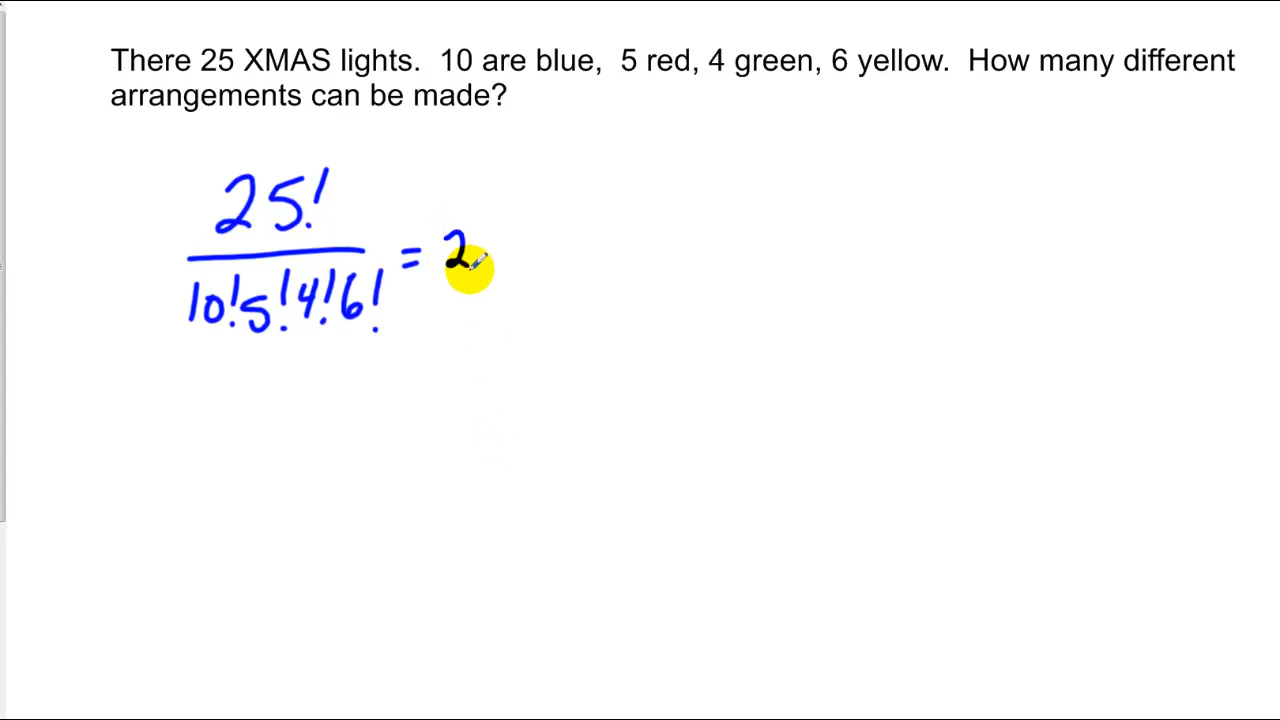 There 25 XMAS lights.  10 are blue,  5 red, 4 green, 6 yellow.  How many different
arrangements can be made?
25!
10!5!4!6!
= 2